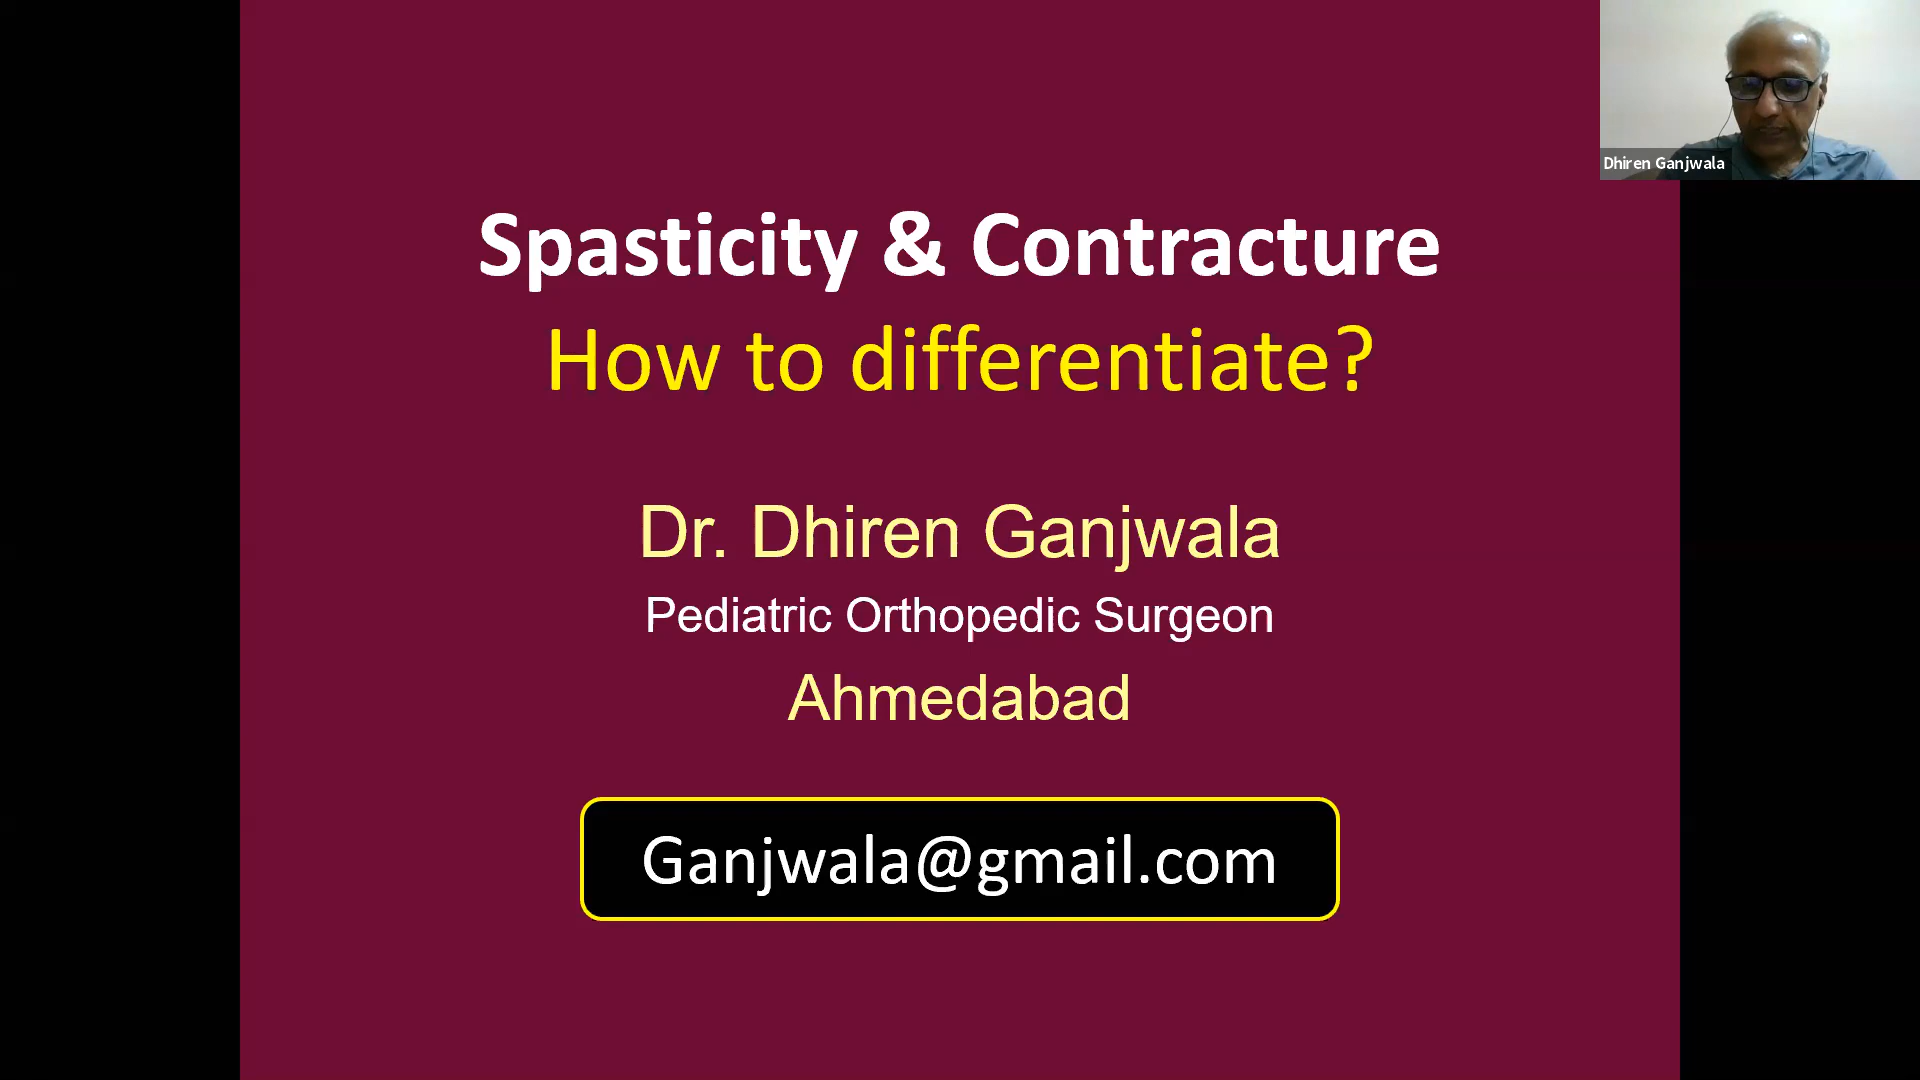 Dhiren Ganjwala
Spasticity & Contracture
How to differentiate?
Dr. Dhiren Ganjwala
Pediatric Orthopedic Surgeon
Ahmedabad
Ganjwala@gmail.com